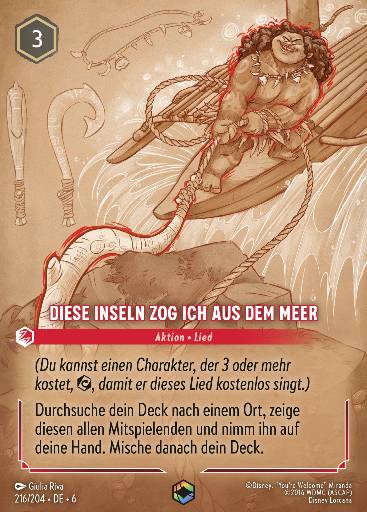 3
DIESE INSELN ZOG ICH AUS DEM MEER
Aktion • Lied
(Du kannst einen Charakter, der 3 oder mehr
kostet, , damit er dieses Lied kostenlos singt.)
Durchsuche dein Deck nach einem Ort, zeige
diesen allen Mitspielenden und nimm ihn auf
deine Hand. Mische danach dein Deck.
Giulia Riva
216/204 • DE • 6
©Disney, "You're Welcome" Miranda
©2016 WDMC (ASCAP)
Disney Lorcana